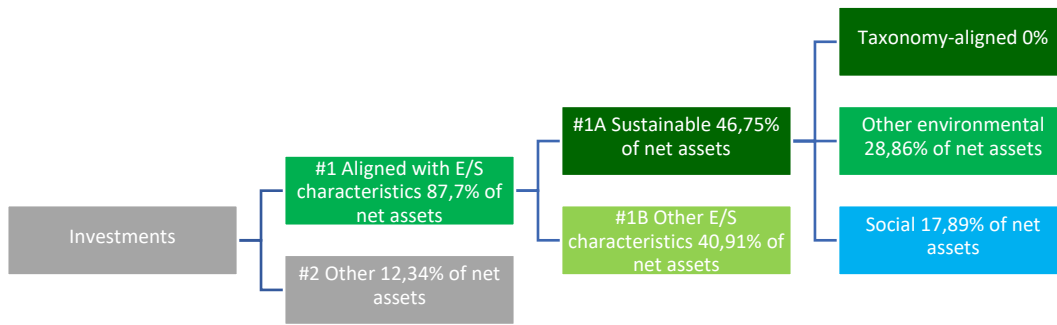 Investments
#1 Aligned with E/S
characteristics 87,7% of
net assets
#2 Other 12,34% of net
assets
#1A Sustainable 46,75%
of net assets
#1B Other E/S
characteristics 40,91% of
net assets
Taxonomy-aligned 0%
Other environmental
28,86% of net assets
Social 17,89% of net
assets